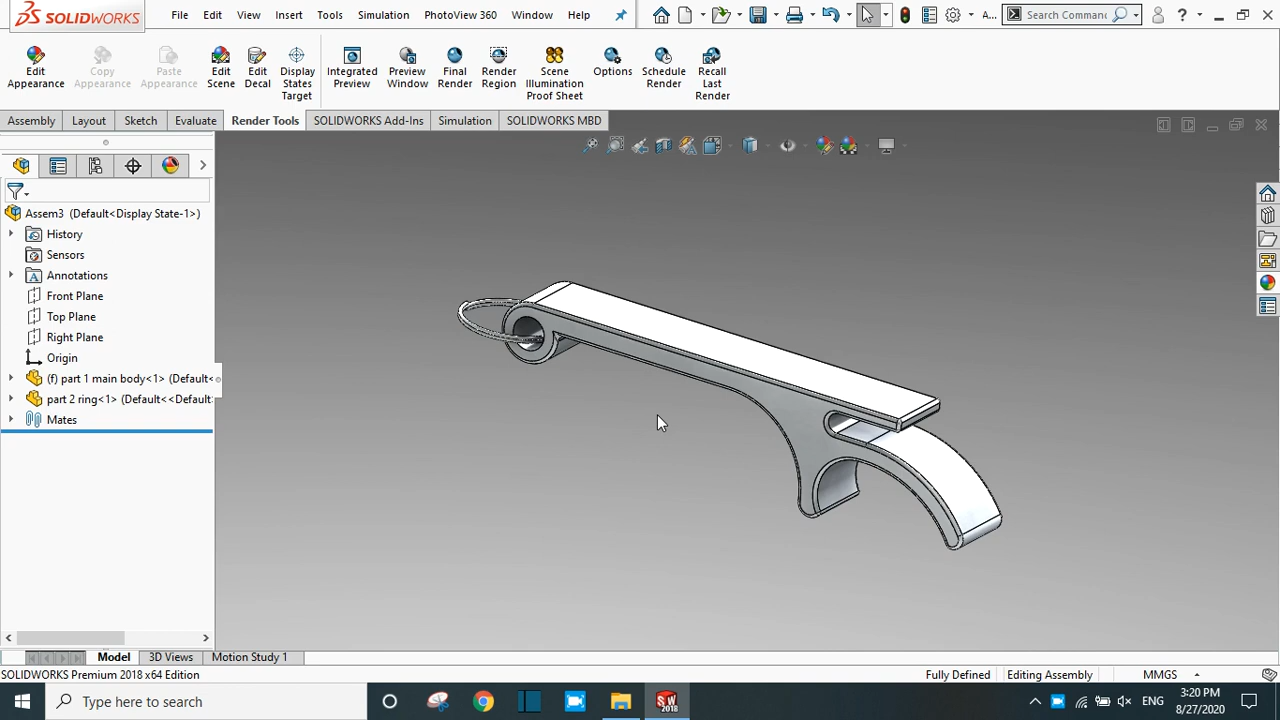 SOLIDWORKS
File Edit View Insert Tools Simulation PhotoView 360 Window Help
A... Search Commanc
Edit Appearance
Copy Appearance
Paste Appearance
Edit Scene
Edit Decal
Display States Target
Integrated Preview
Preview Window
Final Render
Render Region
Scene Illumination Proof Sheet
Options
Schedule Render
Recall Last Render
Assembly Layout Sketch Evaluate Render Tools SOLIDWORKS Add-Ins Simulation SOLIDWORKS MBD
Assem3 (Default<Display State-1>)
History
Sensors
Annotations
Front Plane
Top Plane
Right Plane
Origin
(f) part 1 main body<1> (Default<
part 2 ring<1> (Default<<Default
Mates
Model 3D Views Motion Study 1
SOLIDWORKS Premium 2018 x64 Edition Fully Defined Editing Assembly MMGS
Type here to search SW 2018 ENG 3:20 PM
8/27/2020